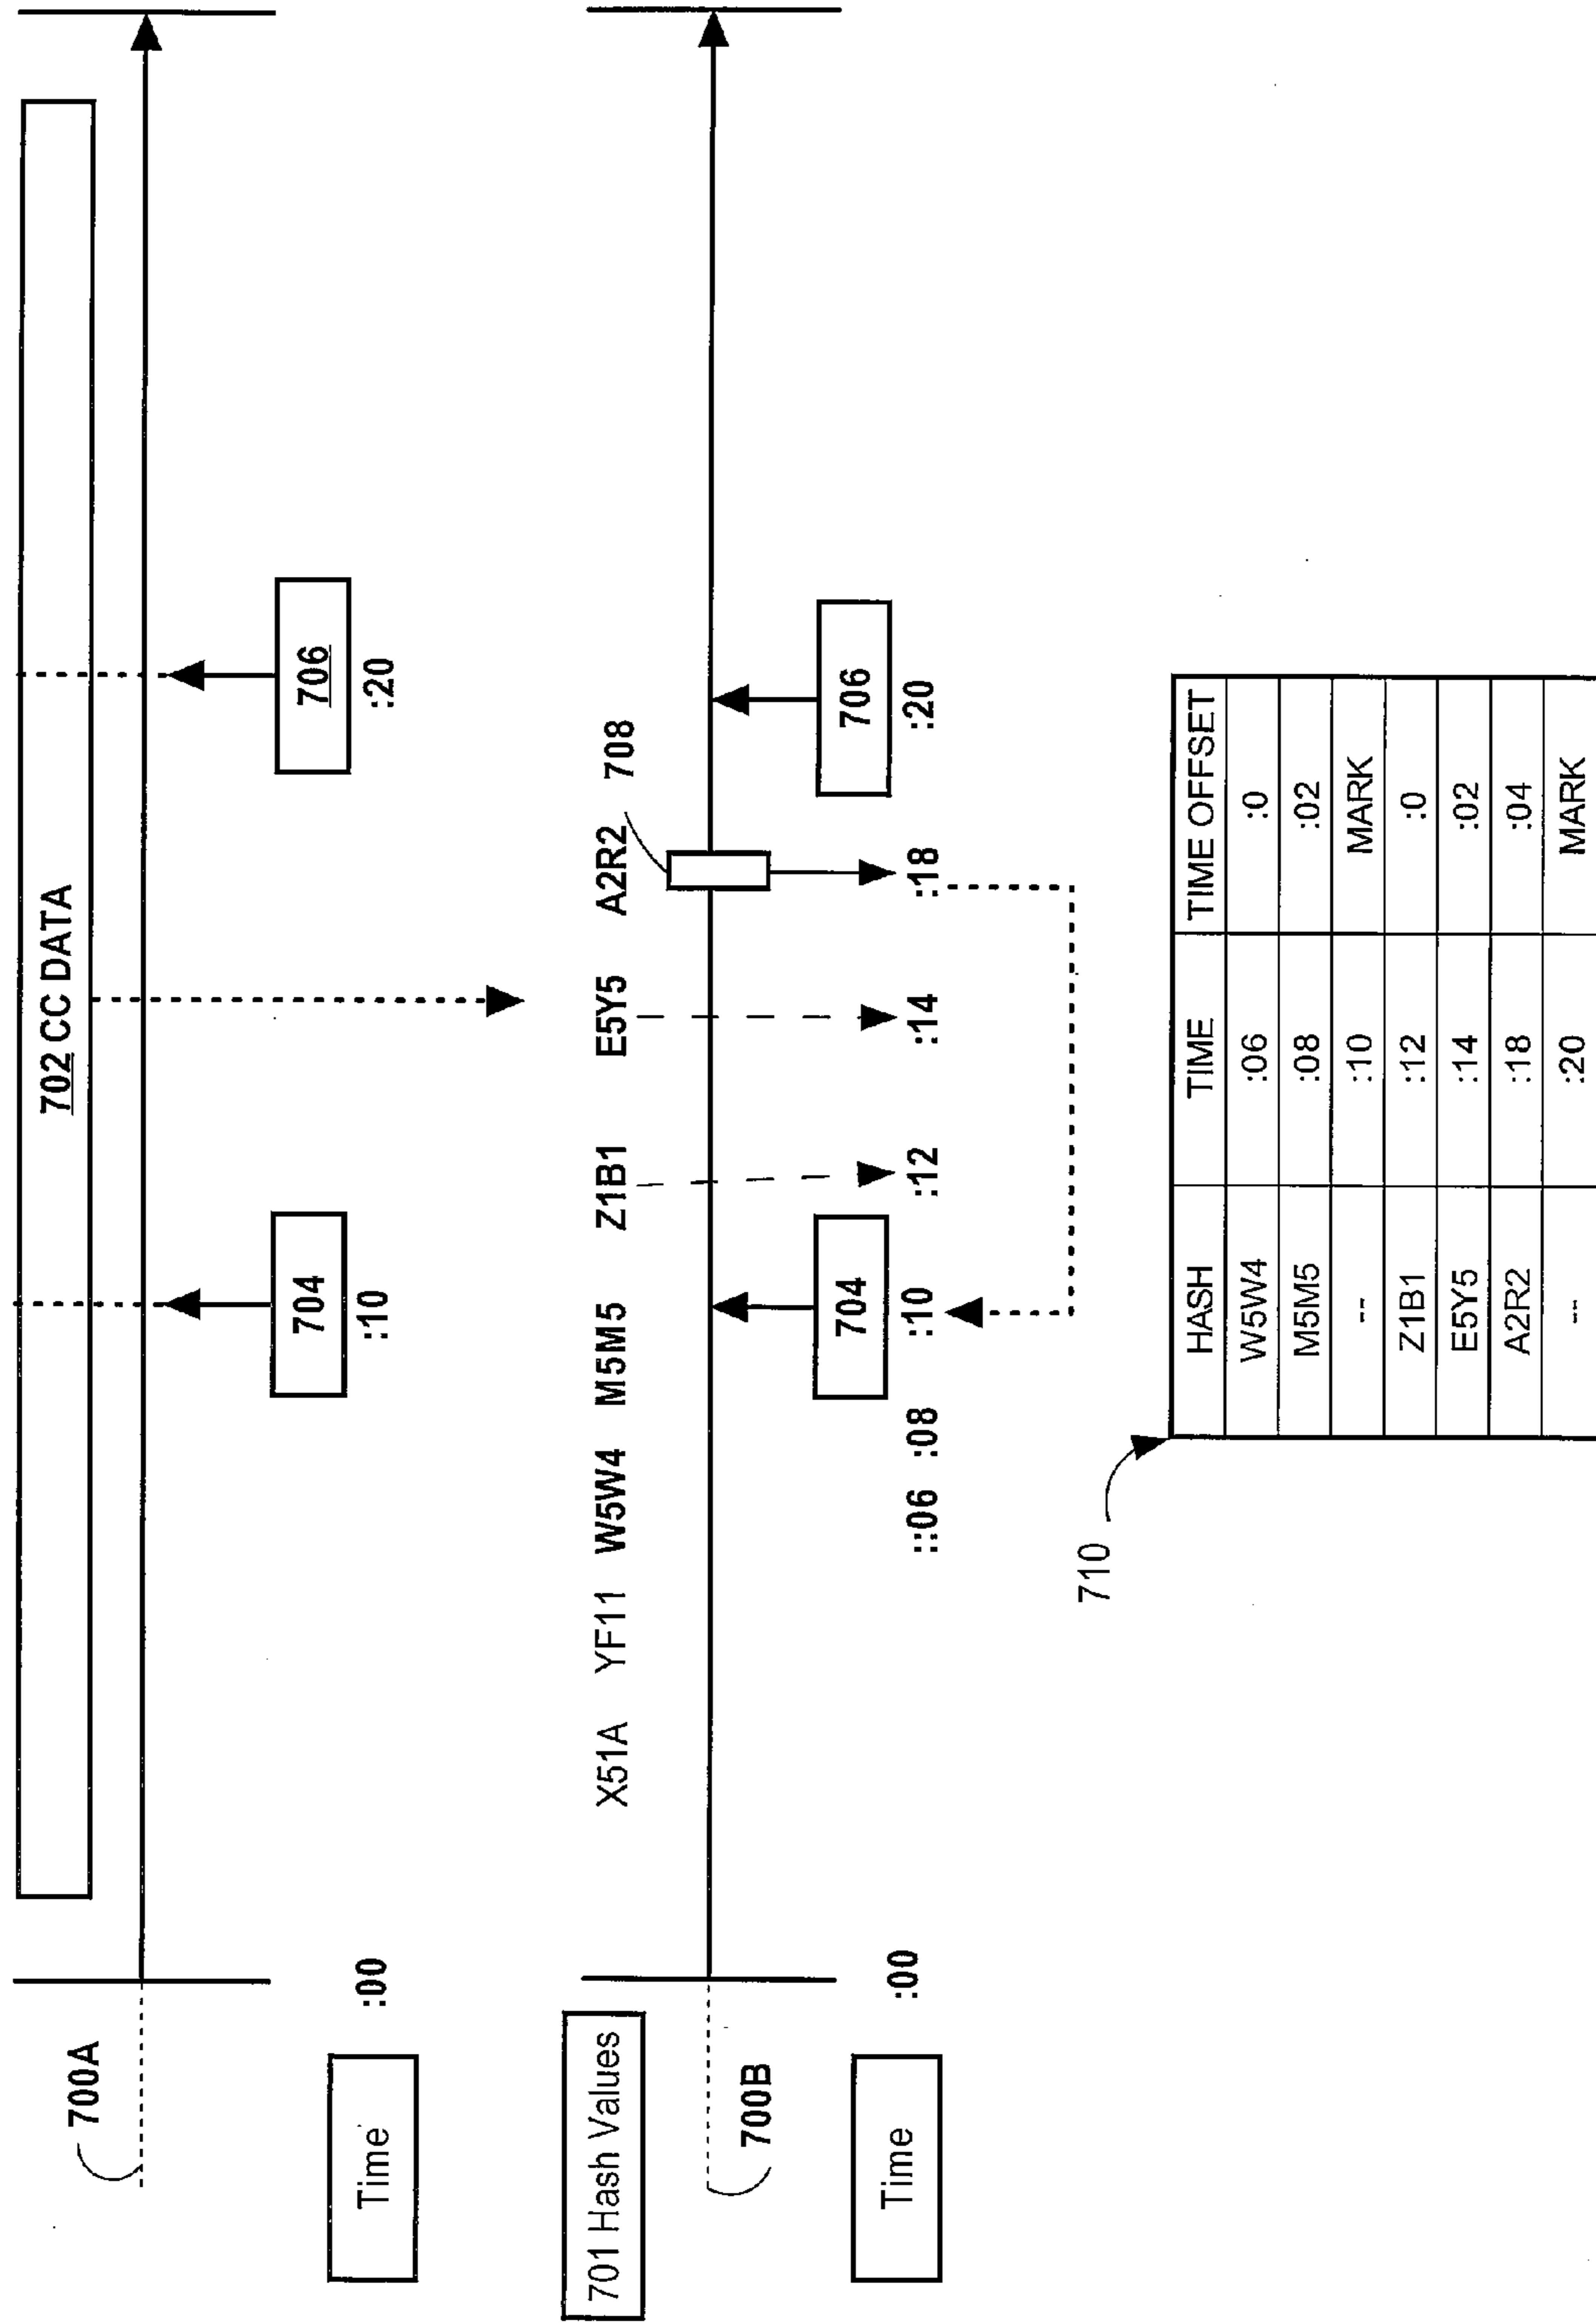 700A
702 CC DATA
704
706
Time
:00
:10
:20
701 Hash Values
X51A YF11 W5W4 M5M5 Z1B1 E5Y5 A2R2
708
700B
704
706
Time
:00
::06 :08 :10 :12 :14 :18 :20
710
HASH TIME TIME OFFSET
W5W4 :06 :0
M5M5 :08 :02
-- :10 MARK
Z1B1 :12 :0
E5Y5 :14 :02
A2R2 :18 :04
-- :20 MARK